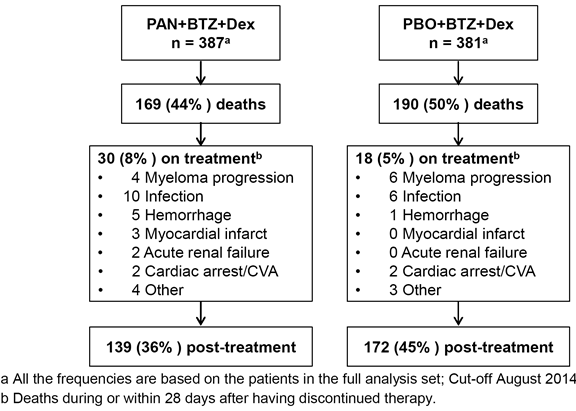 PAN+BTZ+Dex
n = 387a
169 (44% ) deaths
30 (8% ) on treatmentb
• 4 Myeloma progression
• 10 Infection
• 5 Hemorrhage
• 3 Myocardial infarct
• 2 Acute renal failure
• 2 Cardiac arrest/CVA
• 4 Other
139 (36% ) post-treatment
PBO+BTZ+Dex
n = 381a
190 (50% ) deaths
18 (5% ) on treatmentb
• 6 Myeloma progression
• 6 Infection
• 1 Hemorrhage
• 0 Myocardial infarct
• 0 Acute renal failure
• 2 Cardiac arrest/CVA
• 3 Other
172 (45% ) post-treatment
a All the frequencies are based on the patients in the full analysis set; Cut-off August 2014
b Deaths during or within 28 days after having discontinued therapy.